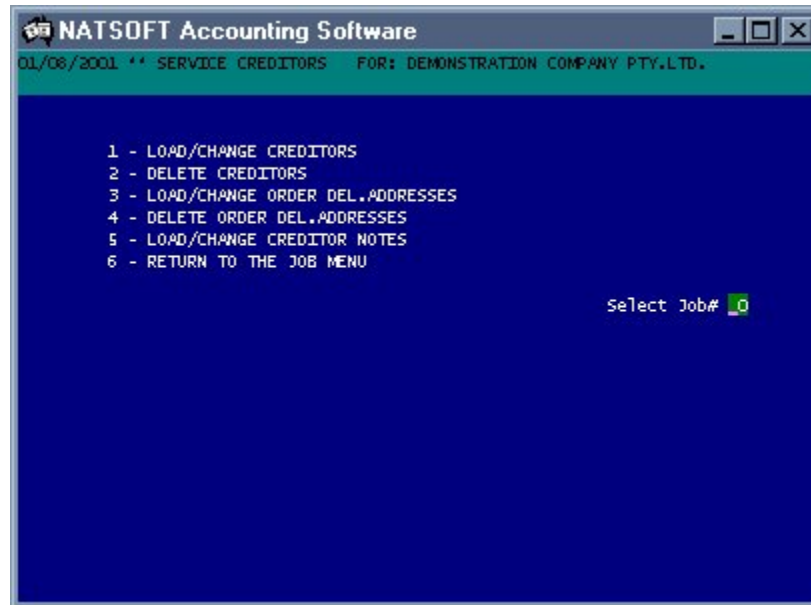 NATSOFT Accounting Software
01/08/2001 ** SERVICE CREDITORS FOR: DEMONSTRATION COMPANY PTY.LTD.
1 - LOAD/CHANGE CREDITORS
2 - DELETE CREDITORS
3 - LOAD/CHANGE ORDER DEL.ADDRESSES
4 - DELETE ORDER DEL.ADDRESSES
5 - LOAD/CHANGE CREDITOR NOTES
6 - RETURN TO THE JOB MENU
Select Job# _0